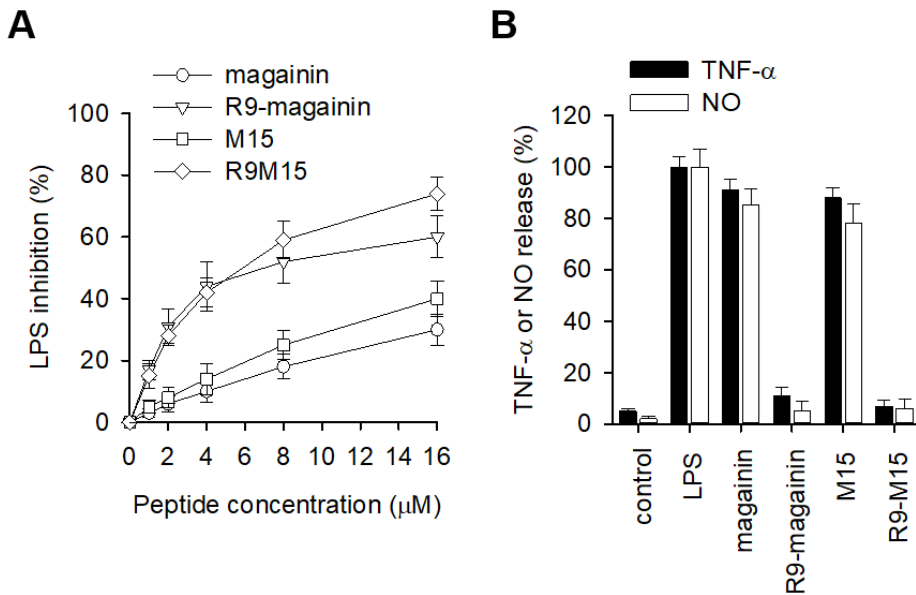 A
magainin
R9-magainin
M15
R9M15
100
80
60
40
20
0
LPS inhibition (%)
0 2 4 6 8 10 12 14 16
Peptide concentration (μM)
B
TNF-α
NO
120
100
80
60
40
20
0
TNF-α or NO release (%)
control
LPS
magainin
R9-magainin
M15
R9-M15